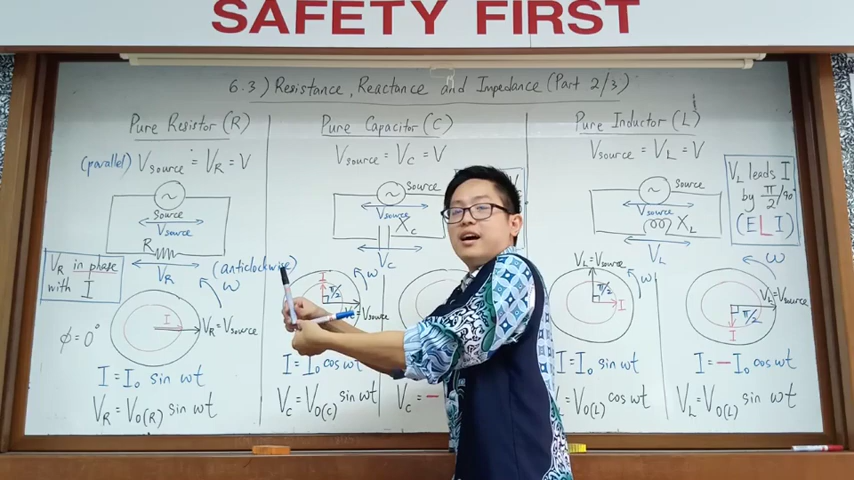 SAFETY FIRST
6.3) Resistance, Reactance and Impedance (Part 2/3)
Pure Resistor (R)
(parallel) Vsource = VR = V
Source
Vsource
R
VR
VR in phase
with I
(anticlockwise)
ω
I
VR = Vsource
ϕ = 0°
I = I₀ sin ωt
VR = V₀(R) sin ωt
Pure Capacitor (C)
Vsource = VC = V
Source
Vsource
XC
VC
I
π/2
ω
= Vsource
I = I₀ cos ωt
VC = V₀(C) sin ωt
VC = −
Pure Inductor (L)
Vsource = VL = V
Source
Vsource
XL
VL
VL leads I
by π/2 / 90°
(ELI)
VL = Vsource
π/2
I
ω
I = I₀ sin ωt
VL = V₀(L) cos ωt
ω
VL = Vsource
π/2
I
I = −I₀ cos ωt
VL = V₀(L) sin ωt